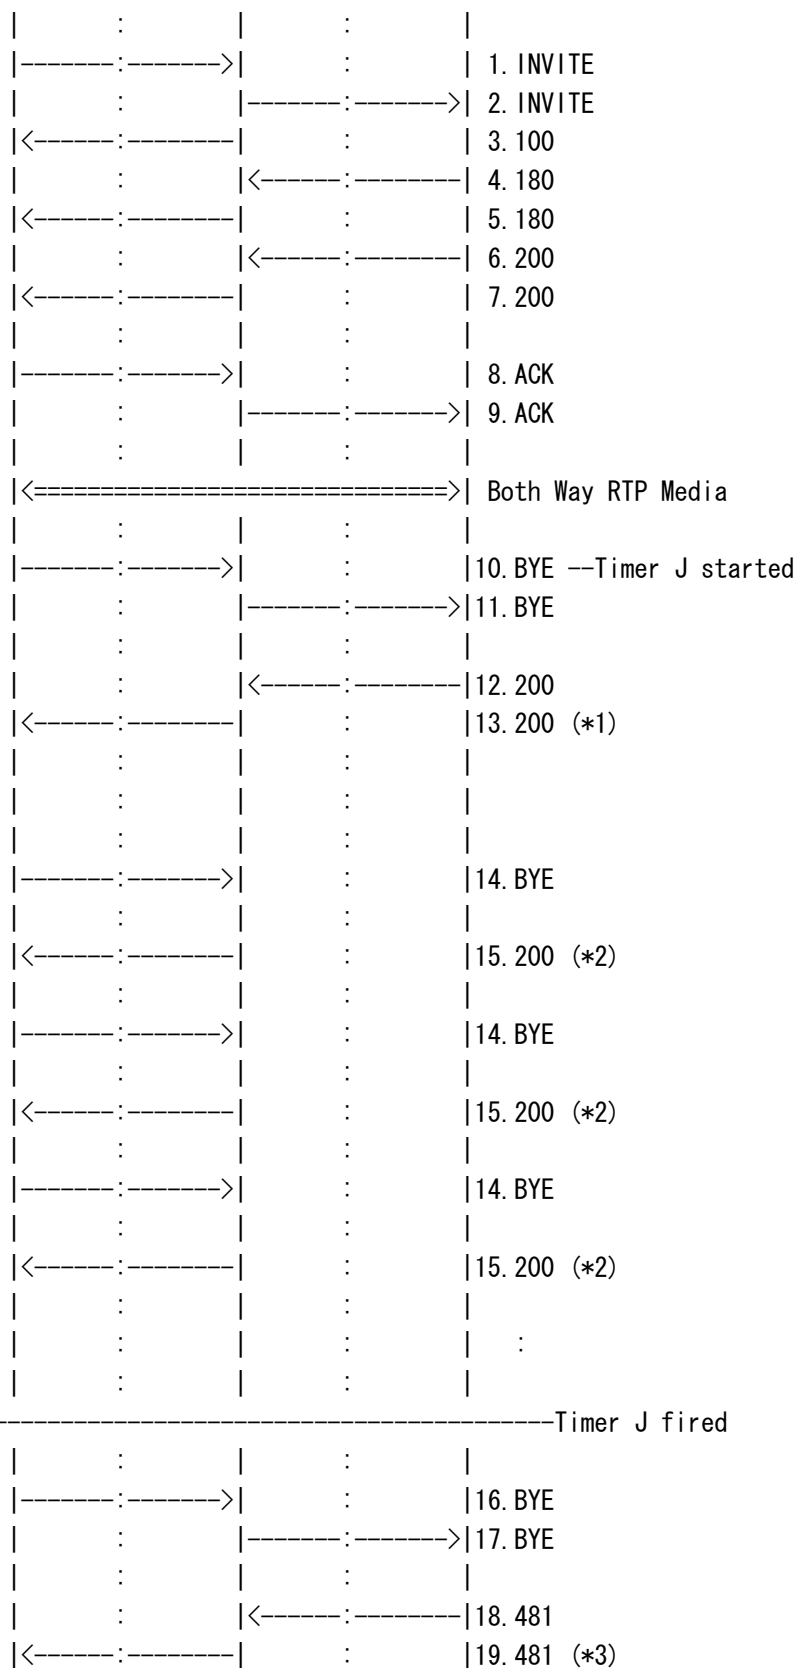 1. INVITE
2. INVITE
3. 100
4. 180
5. 180
6. 200
7. 200
8. ACK
9. ACK
Both Way RTP Media
10. BYE --Timer J started
11. BYE
12. 200
13. 200 (*1)
14. BYE
15. 200 (*2)
14. BYE
15. 200 (*2)
14. BYE
15. 200 (*2)
:
Timer J fired
16. BYE
17. BYE
18. 481
19. 481 (*3)